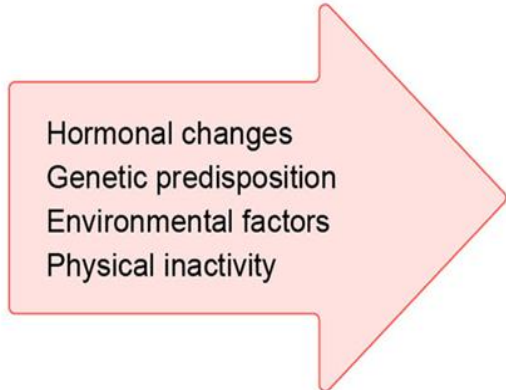 Hormonal changes
Genetic predisposition
Environmental factors
Physical inactivity